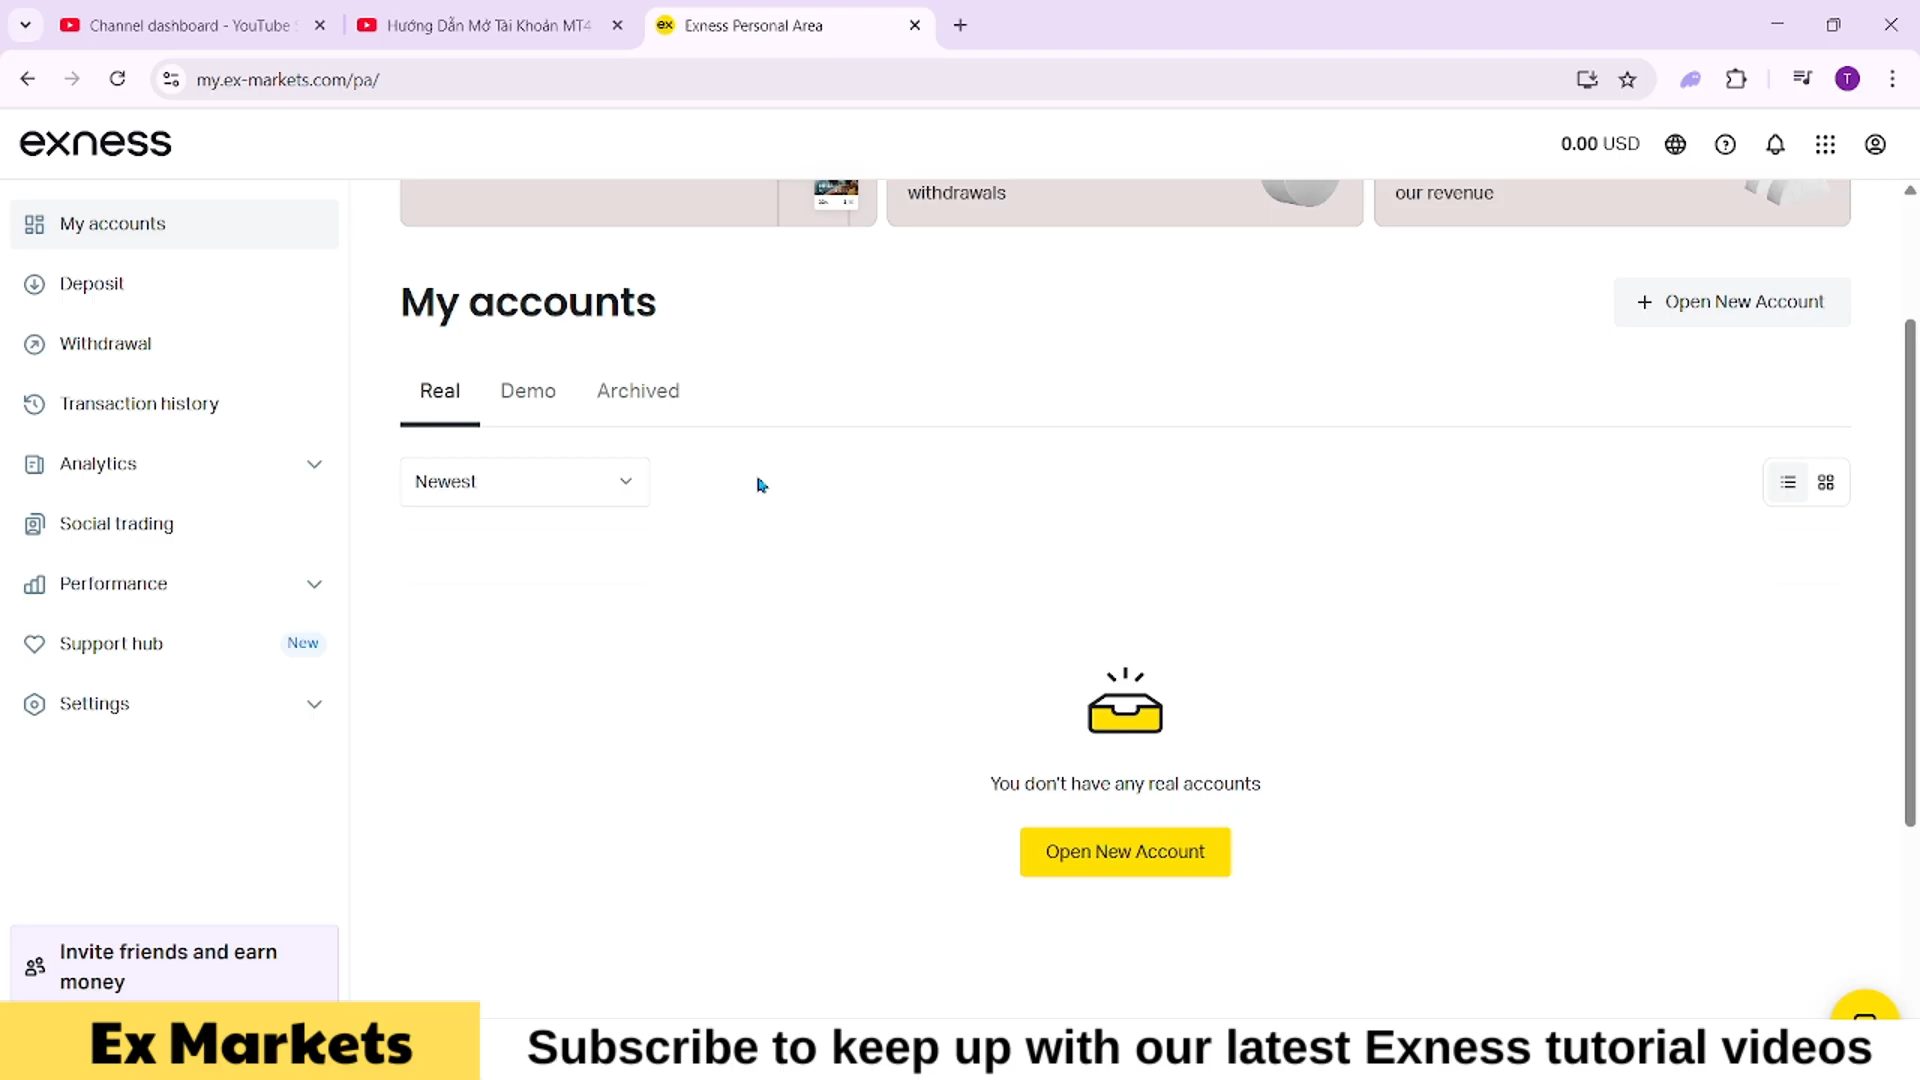 Channel dashboard - YouTube S
Hướng Dẫn Mở Tài Khoản MT4
ex Exness Personal Area
my.ex-markets.com/pa/
T
exness
0.00 USD
My accounts
Deposit
Withdrawal
Transaction history
Analytics
Social trading
Performance
Support hub New
Settings
Invite friends and earn
money
withdrawals
our revenue
My accounts
+ Open New Account
Real Demo Archived
Newest
You don't have any real accounts
Open New Account
Ex Markets
Subscribe to keep up with our latest Exness tutorial videos